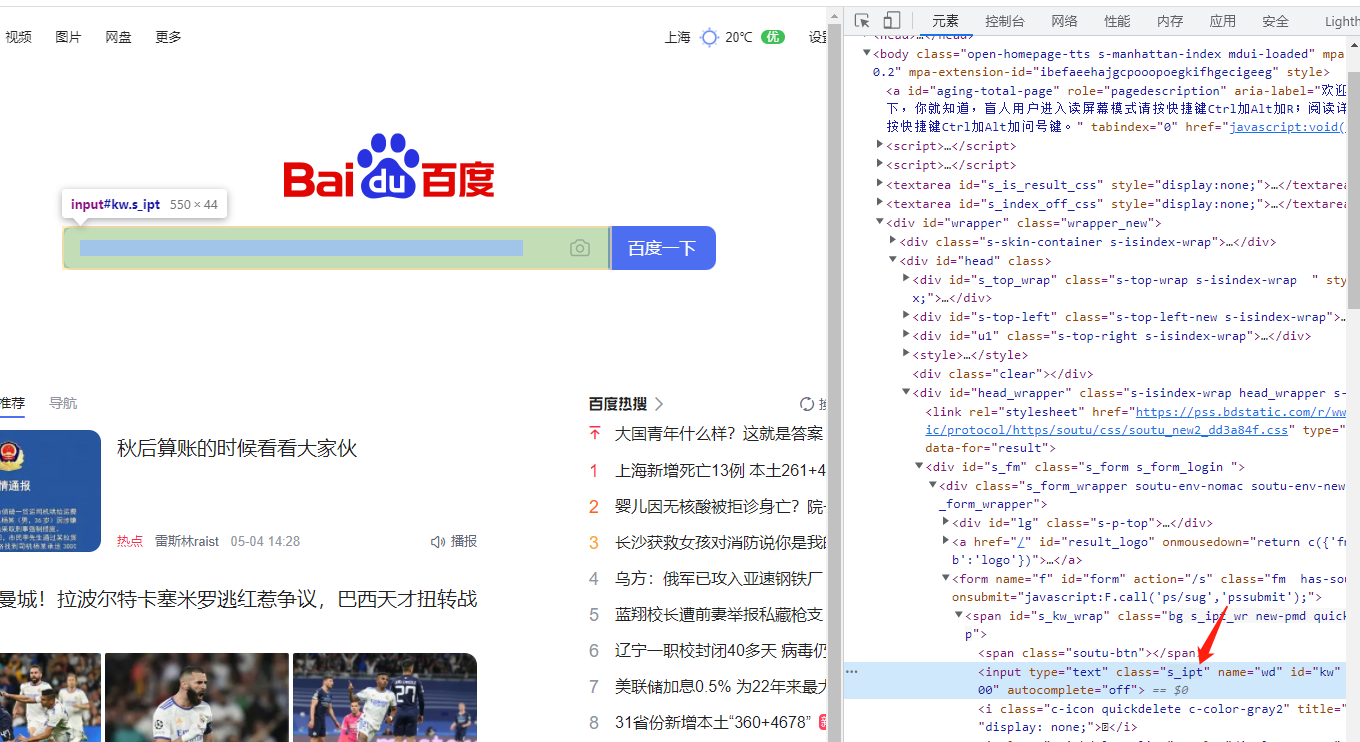 视频 图片 网盘 更多 上海 20℃ 优
Bai du 百度
input#kw.s_ipt 550 × 44
百度一下
推荐 导航
秋后算账的时候看看大家伙
情通报
热点 雷斯林raist 05-04 14:28 播报
曼城！拉波尔特卡塞米罗逃红惹争议，巴西天才扭转战
27
百度热搜
大国青年什么样？这就是答案
1 上海新增死亡13例 本土261+4
2 婴儿因无核酸被拒诊身亡？院
3 长沙获救女孩对消防说你是我的
4 乌方：俄军已攻入亚速钢铁厂
5 蓝翔校长遭前妻举报私藏枪支
6 辽宁一职校封闭40多天 病毒仍
7 美联储加息0.5% 为22年来最大
8 31省份新增本土“360+4678”
元素 控制台 网络 性能 内存 应用 安全 Lighth
<head>…</head>
<body class="open-homepage-tts s-manhattan-index mdui-loaded" mpa
0.2" mpa-extension-id="ibefaeehajgcpooopoegkifhgecigeeg" style>
<a id="aging-total-page" role="pagedescription" aria-label="欢迎
下，你就知道，盲人用户进入读屏幕模式请按快捷键Ctrl加Alt加R；阅读详
按快捷键Ctrl加Alt加问号键。" tabindex="0" href="javascript:void(
<script>…</script>
<script>…</script>
<textarea id="s_is_result_css" style="display:none;">…</textarea
<textarea id="s_index_off_css" style="display:none;">…</textarea
<div id="wrapper" class="wrapper_new">
<div class="s-skin-container s-isindex-wrap">…</div>
<div id="head" class>
<div id="s_top_wrap" class="s-top-wrap s-isindex-wrap  " sty
x;">…</div>
<div id="s-top-left" class="s-top-left-new s-isindex-wrap">…
<div id="u1" class="s-top-right s-isindex-wrap">…</div>
<style>…</style>
<div class="clear"></div>
<div id="head_wrapper" class="s-isindex-wrap head_wrapper s-
<link rel="stylesheet" href="https://pss.bdstatic.com/r/ww
ic/protocol/https/soutu/css/soutu_new2_dd3a84f.css" type="
data-for="result">
<div id="s_fm" class="s_form s_form_login ">
<div class="s_form_wrapper soutu-env-nomac soutu-env-new
_form_wrapper">
<div id="lg" class="s-p-top">…</div>
<a href="/" id="result_logo" onmousedown="return c({'fm
b':'logo'})">…</a>
<form name="f" id="form" action="/s" class="fm  has-sou
onsubmit="javascript:F.call('ps/sug','pssubmit');">
<span id="s_kw_wrap" class="bg s_ipt_wr new-pmd quick
p">
<span class="soutu-btn"></span>
<input type="text" class="s_ipt" name="wd" id="kw"
00" autocomplete="off"> == $0
<i class="c-icon quickdelete c-color-gray2" title="
"display: none;"></i>